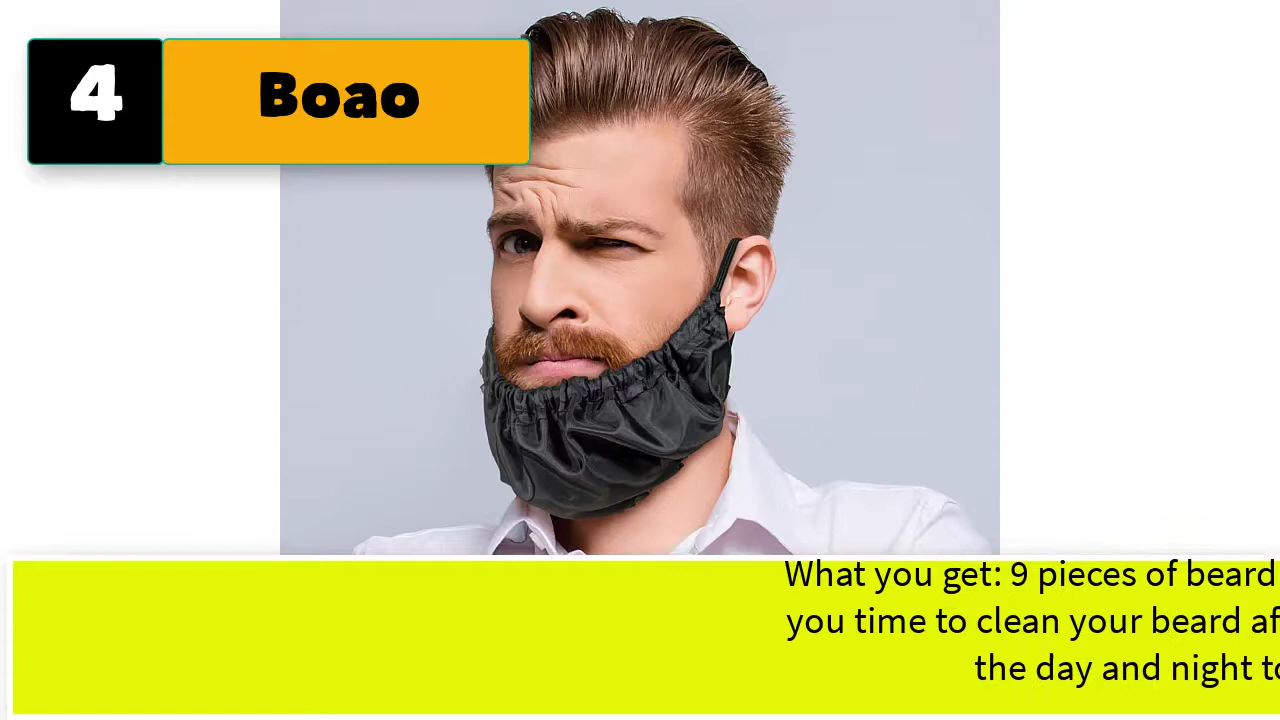 4
Boao
What you get: 9 pieces of beard
you time to clean your beard af
the day and night to